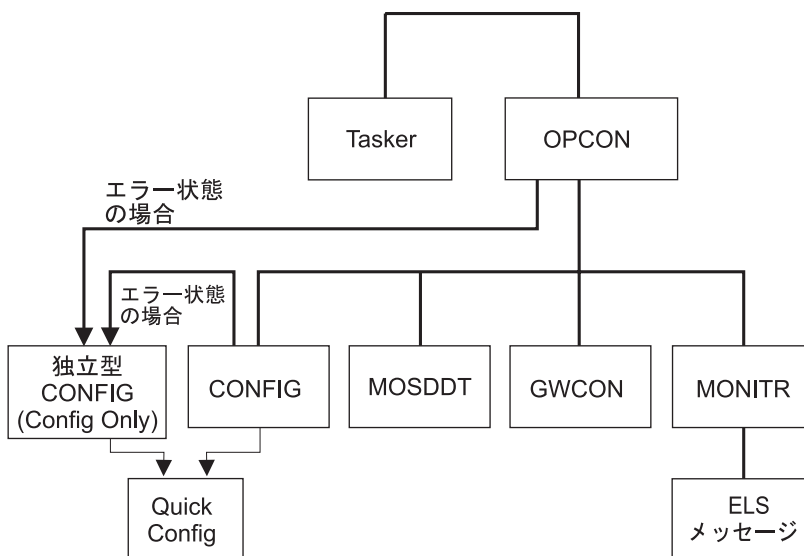 Tasker
OPCON
エラー状態
の場合
エラー状態
の場合
独立型
CONFIG
(Config Only)
CONFIG
MOSDDT
GWCON
MONITR
Quick
Config
ELS
メッセージ